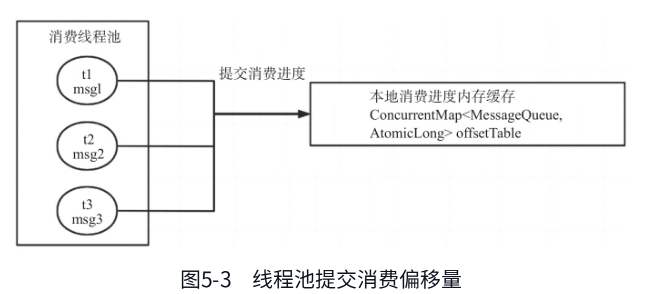 消费线程池
t1
msgl
提交消费进度
t2
msg2
t3
msg3
本地消费进度内存缓存
ConcurrentMap<MessageQueue,
AtomicLong> offsetTable
图5-3 线程池提交消费偏移量